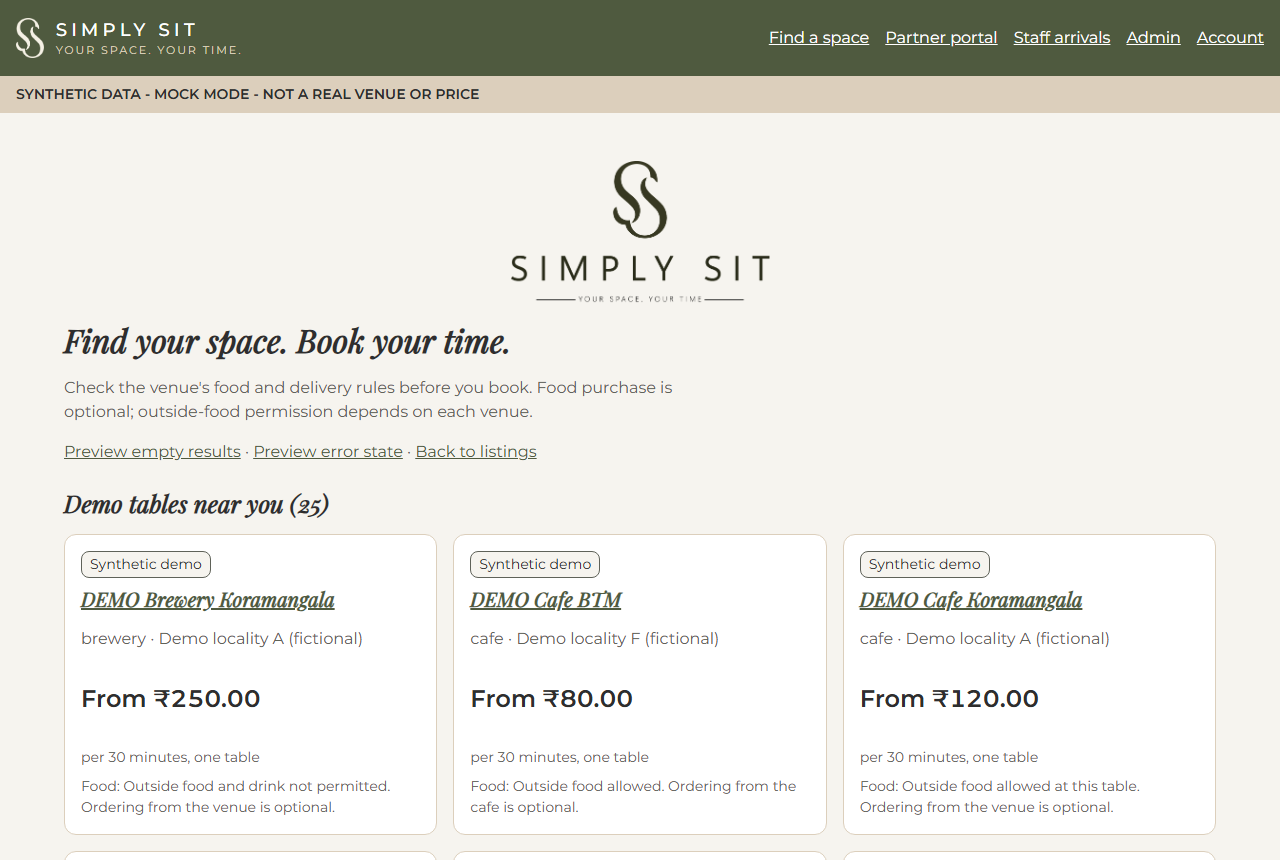 SIMPLY SIT
YOUR SPACE. YOUR TIME.
Find a space Partner portal Staff arrivals Admin Account
SYNTHETIC DATA - MOCK MODE - NOT A REAL VENUE OR PRICE
SIMPLY SIT
YOUR SPACE. YOUR TIME
Find your space. Book your time.
Check the venue's food and delivery rules before you book. Food purchase is
optional; outside-food permission depends on each venue.
Preview empty results · Preview error state · Back to listings
Demo tables near you (25)
Synthetic demo
DEMO Brewery Koramangala
brewery · Demo locality A (fictional)
From ₹250.00
per 30 minutes, one table
Food: Outside food and drink not permitted.
Ordering from the venue is optional.
Synthetic demo
DEMO Cafe BTM
cafe · Demo locality F (fictional)
From ₹80.00
per 30 minutes, one table
Food: Outside food allowed. Ordering from the
cafe is optional.
Synthetic demo
DEMO Cafe Koramangala
cafe · Demo locality A (fictional)
From ₹120.00
per 30 minutes, one table
Food: Outside food allowed at this table.
Ordering from the venue is optional.